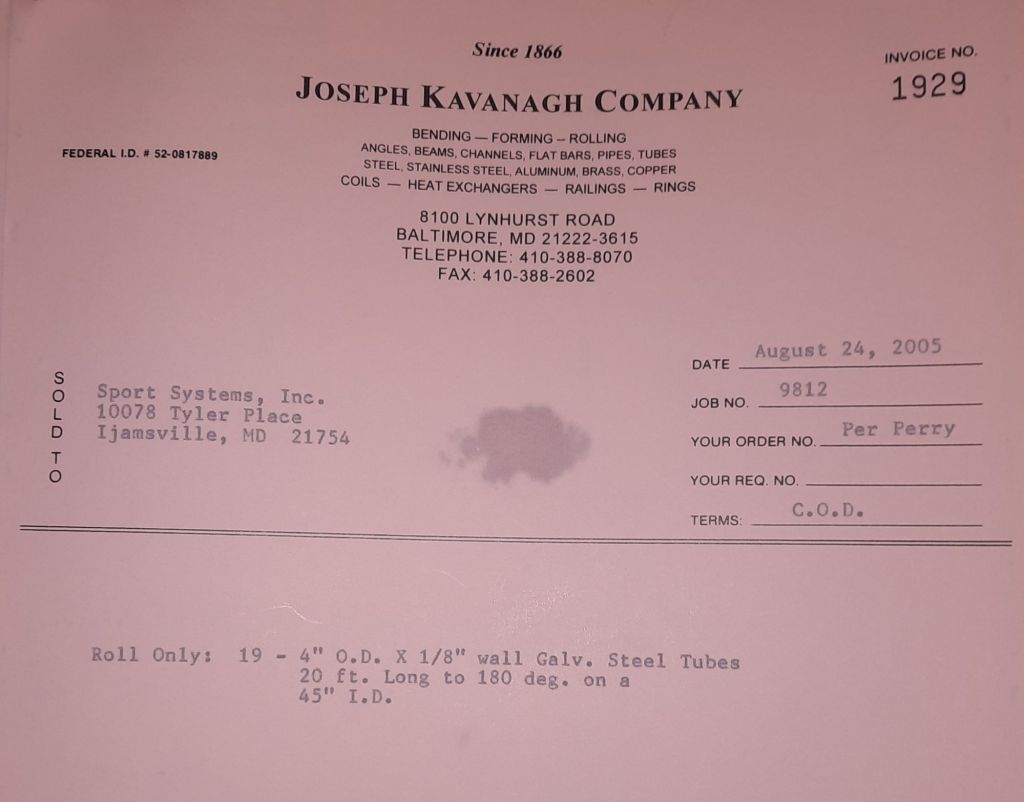 Since 1866
INVOICE NO.
1929
JOSEPH KAVANAGH COMPANY
BENDING — FORMING – ROLLING
ANGLES, BEAMS, CHANNELS, FLAT BARS, PIPES, TUBES
STEEL, STAINLESS STEEL, ALUMINUM, BRASS, COPPER
COILS — HEAT EXCHANGERS — RAILINGS — RINGS
FEDERAL I.D. # 52-0817889
8100 LYNHURST ROAD
BALTIMORE, MD 21222-3615
TELEPHONE: 410-388-8070
FAX: 410-388-2602
SOLD TO
Sport Systems, Inc.
10078 Tyler Place
Ijamsville, MD 21754
DATE August 24, 2005
JOB NO. 9812
YOUR ORDER NO. Per Perry
YOUR REQ. NO.
TERMS: C.O.D.
Roll Only: 19 - 4" O.D. X 1/8" wall Galv. Steel Tubes
20 ft. Long to 180 deg. on a
45" I.D.